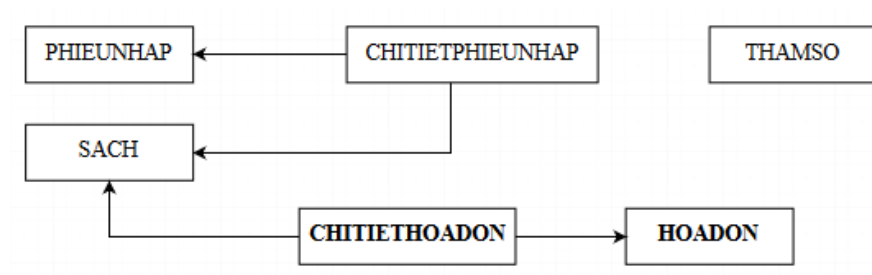 PHIEUNHAP
CHITIETPHIEUNHAP
THAMSO
SACH
CHITIETHOADON
HOADON